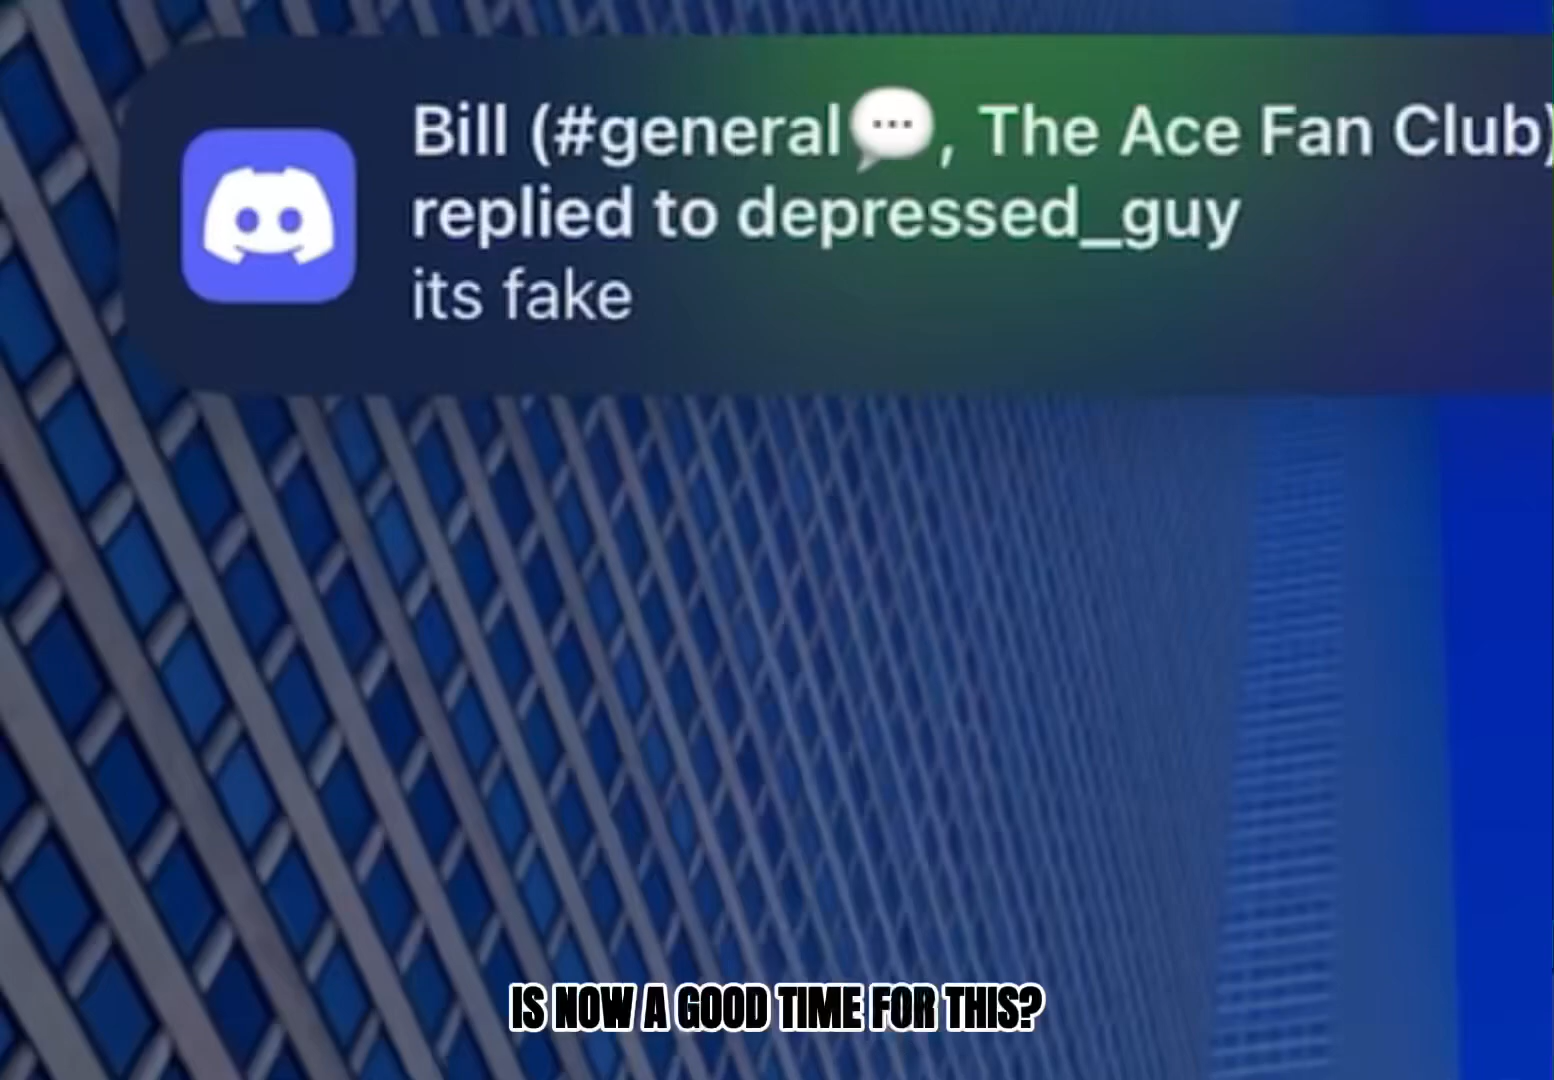 Bill (#general💬, The Ace Fan Club)
replied to depressed_guy
its fake
IS NOW A GOOD TIME FOR THIS?